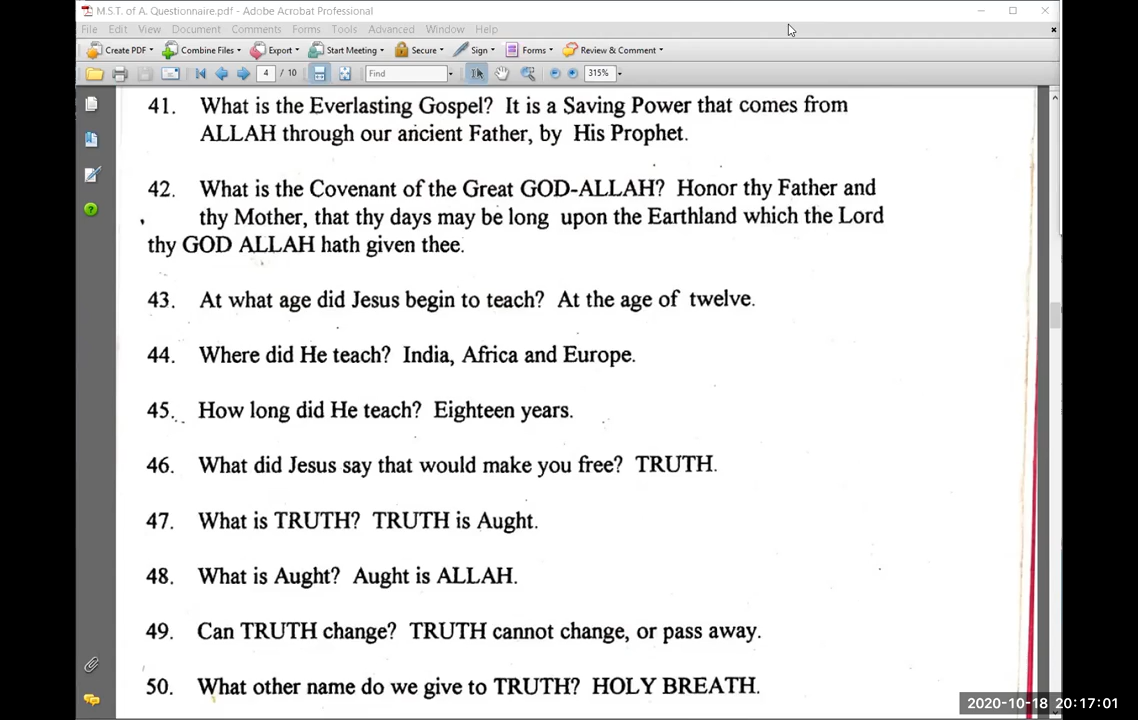 M.S.T. of A. Questionnaire.pdf - Adobe Acrobat Professional
File Edit View Document Comments Forms Tools Advanced Window Help
Create PDF Combine Files Export Start Meeting Secure Sign Forms Review & Comment
4 / 10 Find 315%
41. What is the Everlasting Gospel? It is a Saving Power that comes from
ALLAH through our ancient Father, by His Prophet.
42. What is the Covenant of the Great GOD-ALLAH? Honor thy Father and
thy Mother, that thy days may be long upon the Earthland which the Lord
thy GOD ALLAH hath given thee.
43. At what age did Jesus begin to teach? At the age of twelve.
44. Where did He teach? India, Africa and Europe.
45. How long did He teach? Eighteen years.
46. What did Jesus say that would make you free? TRUTH.
47. What is TRUTH? TRUTH is Aught.
48. What is Aught? Aught is ALLAH.
49. Can TRUTH change? TRUTH cannot change, or pass away.
50. What other name do we give to TRUTH? HOLY BREATH.
2020-10-18 20:17:01